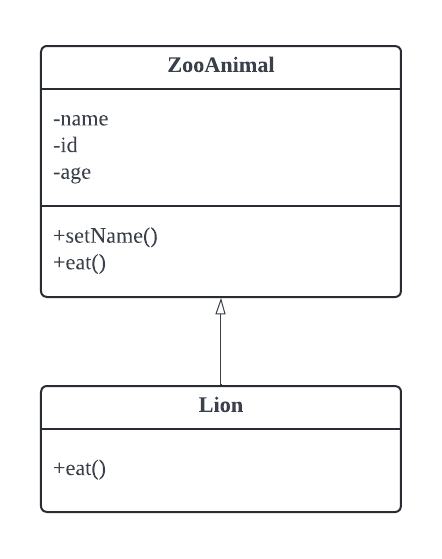 ZooAnimal
-name
-id
-age
+setName()
+eat()
Lion
+eat()